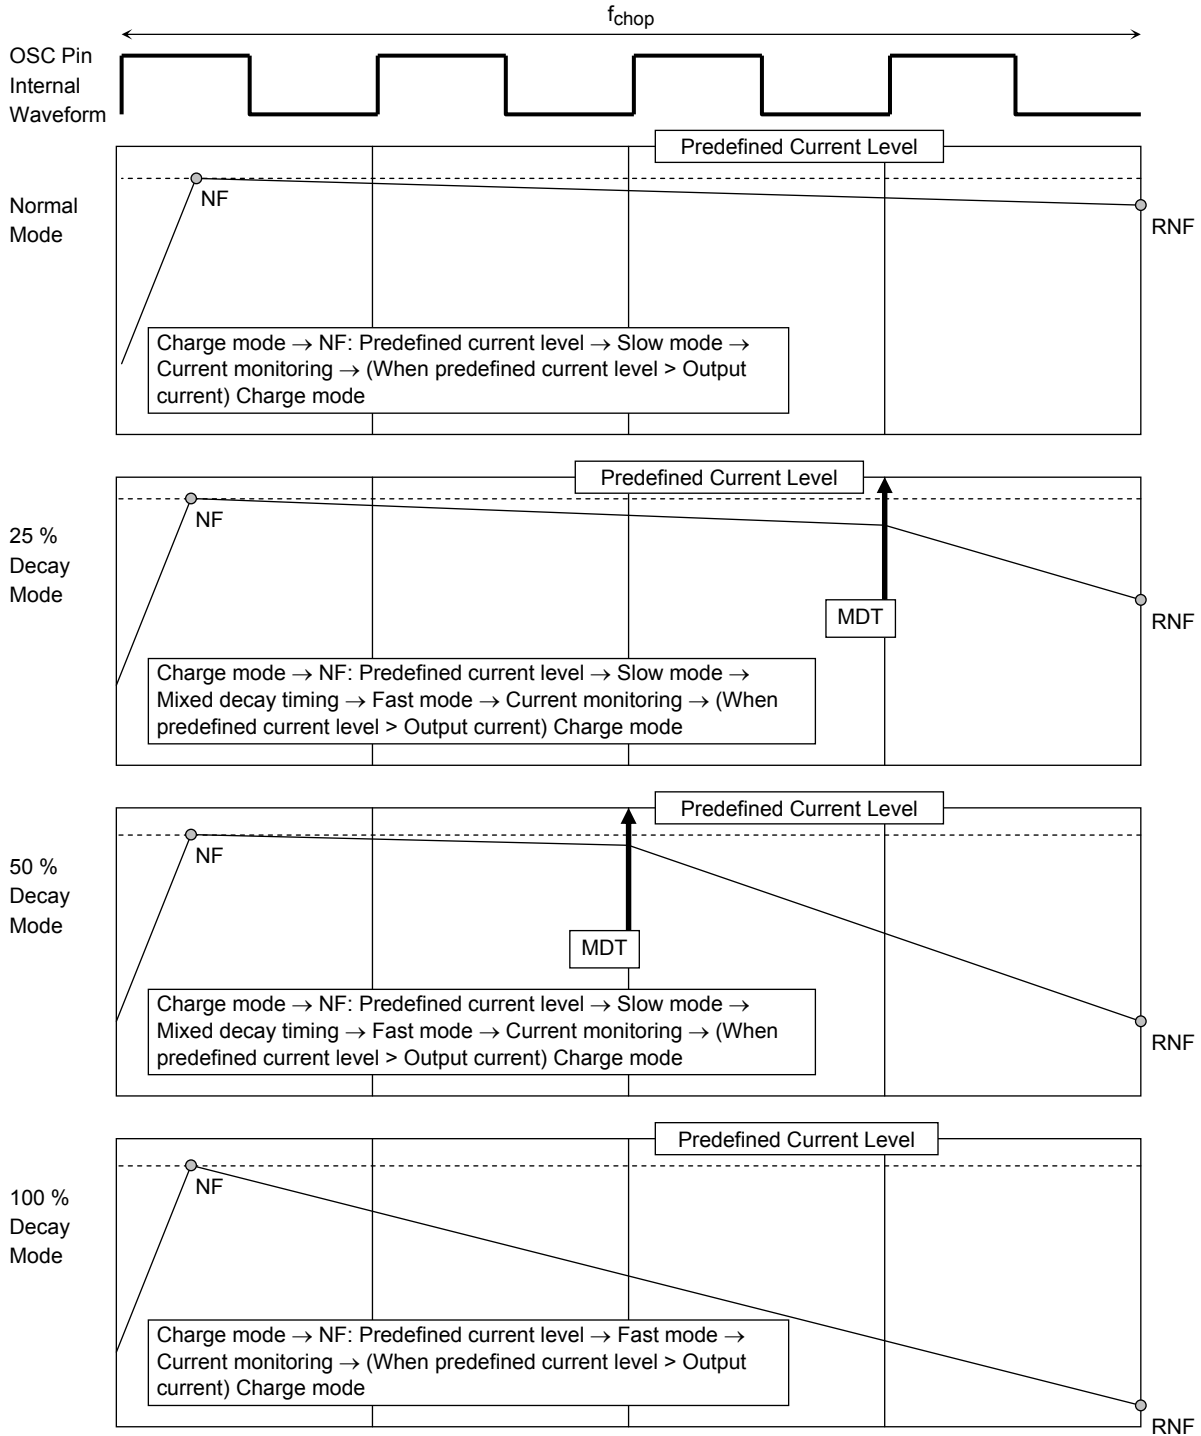 fchop
OSC Pin
Internal
Waveform
Predefined Current Level
NF
Normal
Mode
RNF
Charge mode → NF: Predefined current level → Slow mode →
Current monitoring → (When predefined current level > Output
current) Charge mode
Predefined Current Level
NF
25 %
Decay
Mode
MDT
RNF
Charge mode → NF: Predefined current level → Slow mode →
Mixed decay timing → Fast mode → Current monitoring → (When
predefined current level > Output current) Charge mode
Predefined Current Level
NF
50 %
Decay
Mode
MDT
RNF
Charge mode → NF: Predefined current level → Slow mode →
Mixed decay timing → Fast mode → Current monitoring → (When
predefined current level > Output current) Charge mode
Predefined Current Level
NF
100 %
Decay
Mode
Charge mode → NF: Predefined current level → Fast mode →
Current monitoring → (When predefined current level > Output
current) Charge mode
RNF